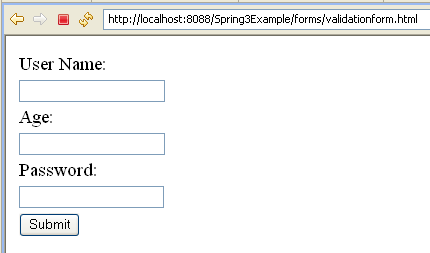 http://localhost:8088/Spring3Example/forms/validationform.html
User Name:
Age:
Password:
Submit